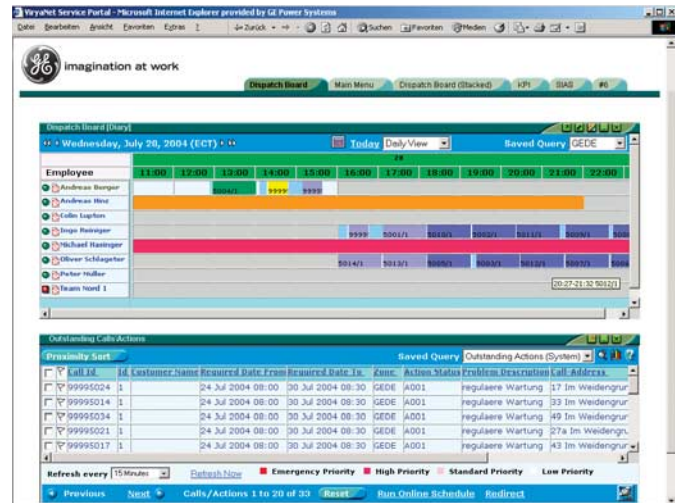 ViryaNet Service Portal - Microsoft Internet Explorer provided by GE Power Systems
Datei Bearbeiten Ansicht Favoriten Extras ? Zurück Suchen Favoriten Medien
imagination at work
Dispatch Board Main Menu Dispatch Board (Stacked) KPI SIAS #6
Dispatch Board [Diary]
Wednesday, July 28, 2004 (ECT) Today Daily View Saved Query GEDE
28
Employee 11:00 12:00 13:00 14:00 15:00 16:00 17:00 18:00 19:00 20:00 21:00 22:00
Andreas Berger 5004/1 9999 9999
Andreas Hinz
Colin Lupton
Ingo Reiniger 9999 5001/1 5010/1 5002/1 5011/1 5009/1
Michael Hasinger
Oliver Schlageter 5014/1 5013/1 5005/1 5003/1 5012/1 5007/1 5006
Peter Muller
Team Nord 1 20:27-21:32 5012/1
Outstanding Calls/Actions
Proximity Sort Saved Query Outstanding Actions (System)
Call Id Id Customer Name Required Date From Required Date To Zone Action Status Problem Description Call Address
99995024 1 24 Jul 2004 08:00 30 Jul 2004 08:30 GEDE A001 regulaere Wartung 17 Im Weidengrun
99995014 1 24 Jul 2004 08:00 30 Jul 2004 08:30 GEDE A001 regulaere Wartung 33 Im Weidengrur
99995034 1 24 Jul 2004 08:00 30 Jul 2004 08:30 GEDE A001 regulaere Wartung 49 Im Weidengrur
99995021 1 24 Jul 2004 08:00 30 Jul 2004 08:30 GEDE A001 regulaere Wartung 27a Im Weidengru
99995017 1 24 Jul 2004 08:00 30 Jul 2004 08:30 GEDE A001 regulaere Wartung 43 Im Weidengrur
Refresh every 15 Minutes Refresh Now Emergency Priority High Priority Standard Priority Low Priority
Previous Next Calls/Actions 1 to 20 of 33 Reset Run Online Schedule Redirect